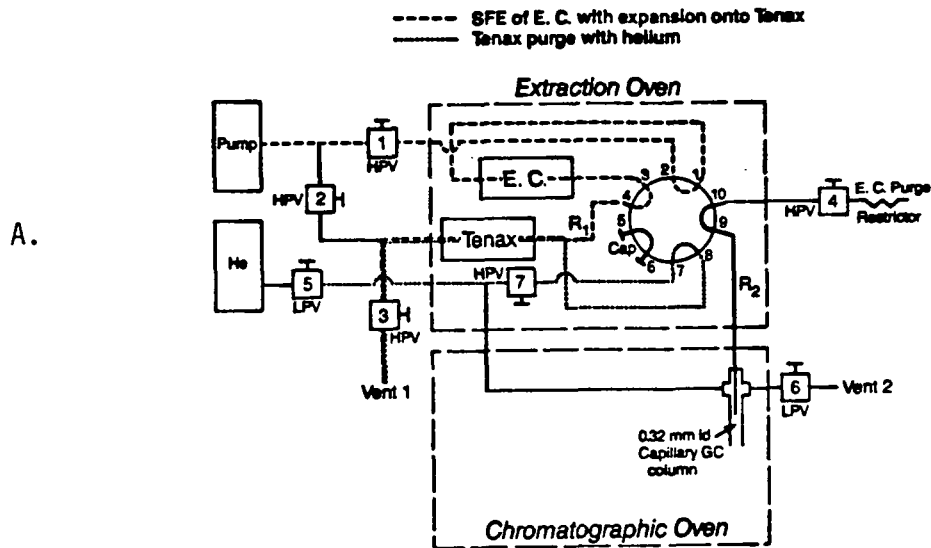 SFE of E. C. with expansion onto Tenax
Tenax purge with helium
Extraction Oven
A.
Pump
1
HPV
HPV 2
He
5
LPV
3
HPV
Vent 1
E. C.
Tenax
R1
HPV
7
Cap
1
2
3
4
5
6
7
8
9
10
R2
4
HPV
E. C. Purge
Restrictor
6
LPV
Vent 2
0.32 mm id
Capillary GC
column
Chromatographic Oven